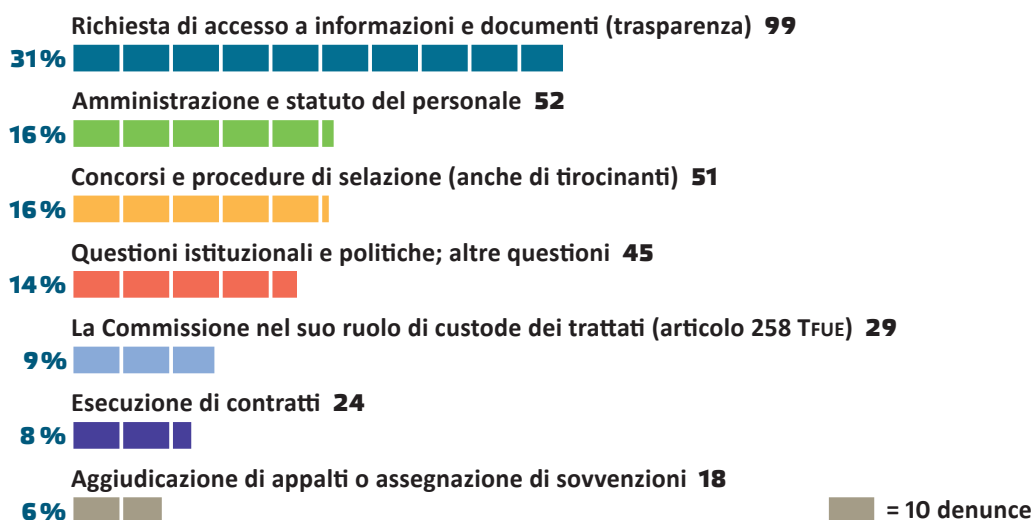 Richiesta di accesso a informazioni e documenti (trasparenza) 99
31%
Amministrazione e statuto del personale 52
16%
Concorsi e procedure di selazione (anche di tirocinanti) 51
16%
Questioni istituzionali e politiche; altre questioni 45
14%
La Commissione nel suo ruolo di custode dei trattati (articolo 258 TFUE) 29
9%
Esecuzione di contratti 24
8%
Aggiudicazione di appalti o assegnazione di sovvenzioni 18
6%
= 10 denunce